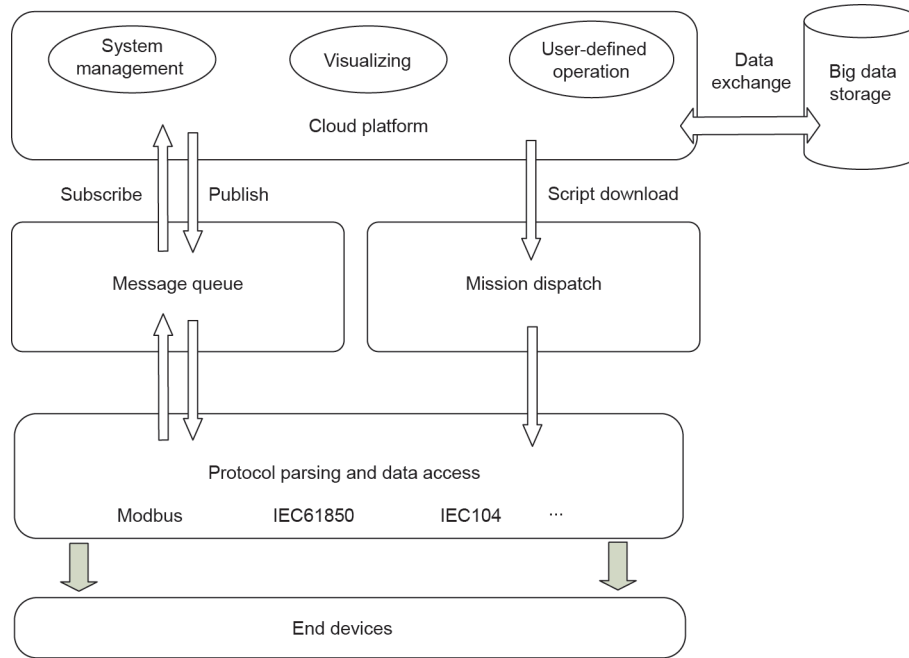 System
management
Visualizing
User-defined
operation
Cloud platform
Data
exchange
Big data
storage
Subscribe
Publish
Script download
Message queue
Mission dispatch
Protocol parsing and data access
Modbus
IEC61850
IEC104
...
End devices